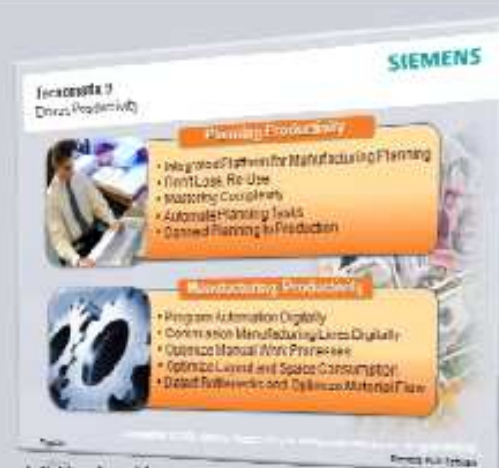 SIEMENS
Tecnomatix 9
Drives Productivity
Planning Productivity
• Integrated Platform for Manufacturing Planning
• Don't Lose, Re-Use
• Mastering Complexity
• Automate Planning Tasks
• Connect Planning to Production
Manufacturing Productivity
• Program Automation Digitally
• Commission Manufacturing Lines Digitally
• Optimize Manual Work Processes
• Optimize Layout and Space Consumption
• Detect Bottlenecks and Optimize Material Flow